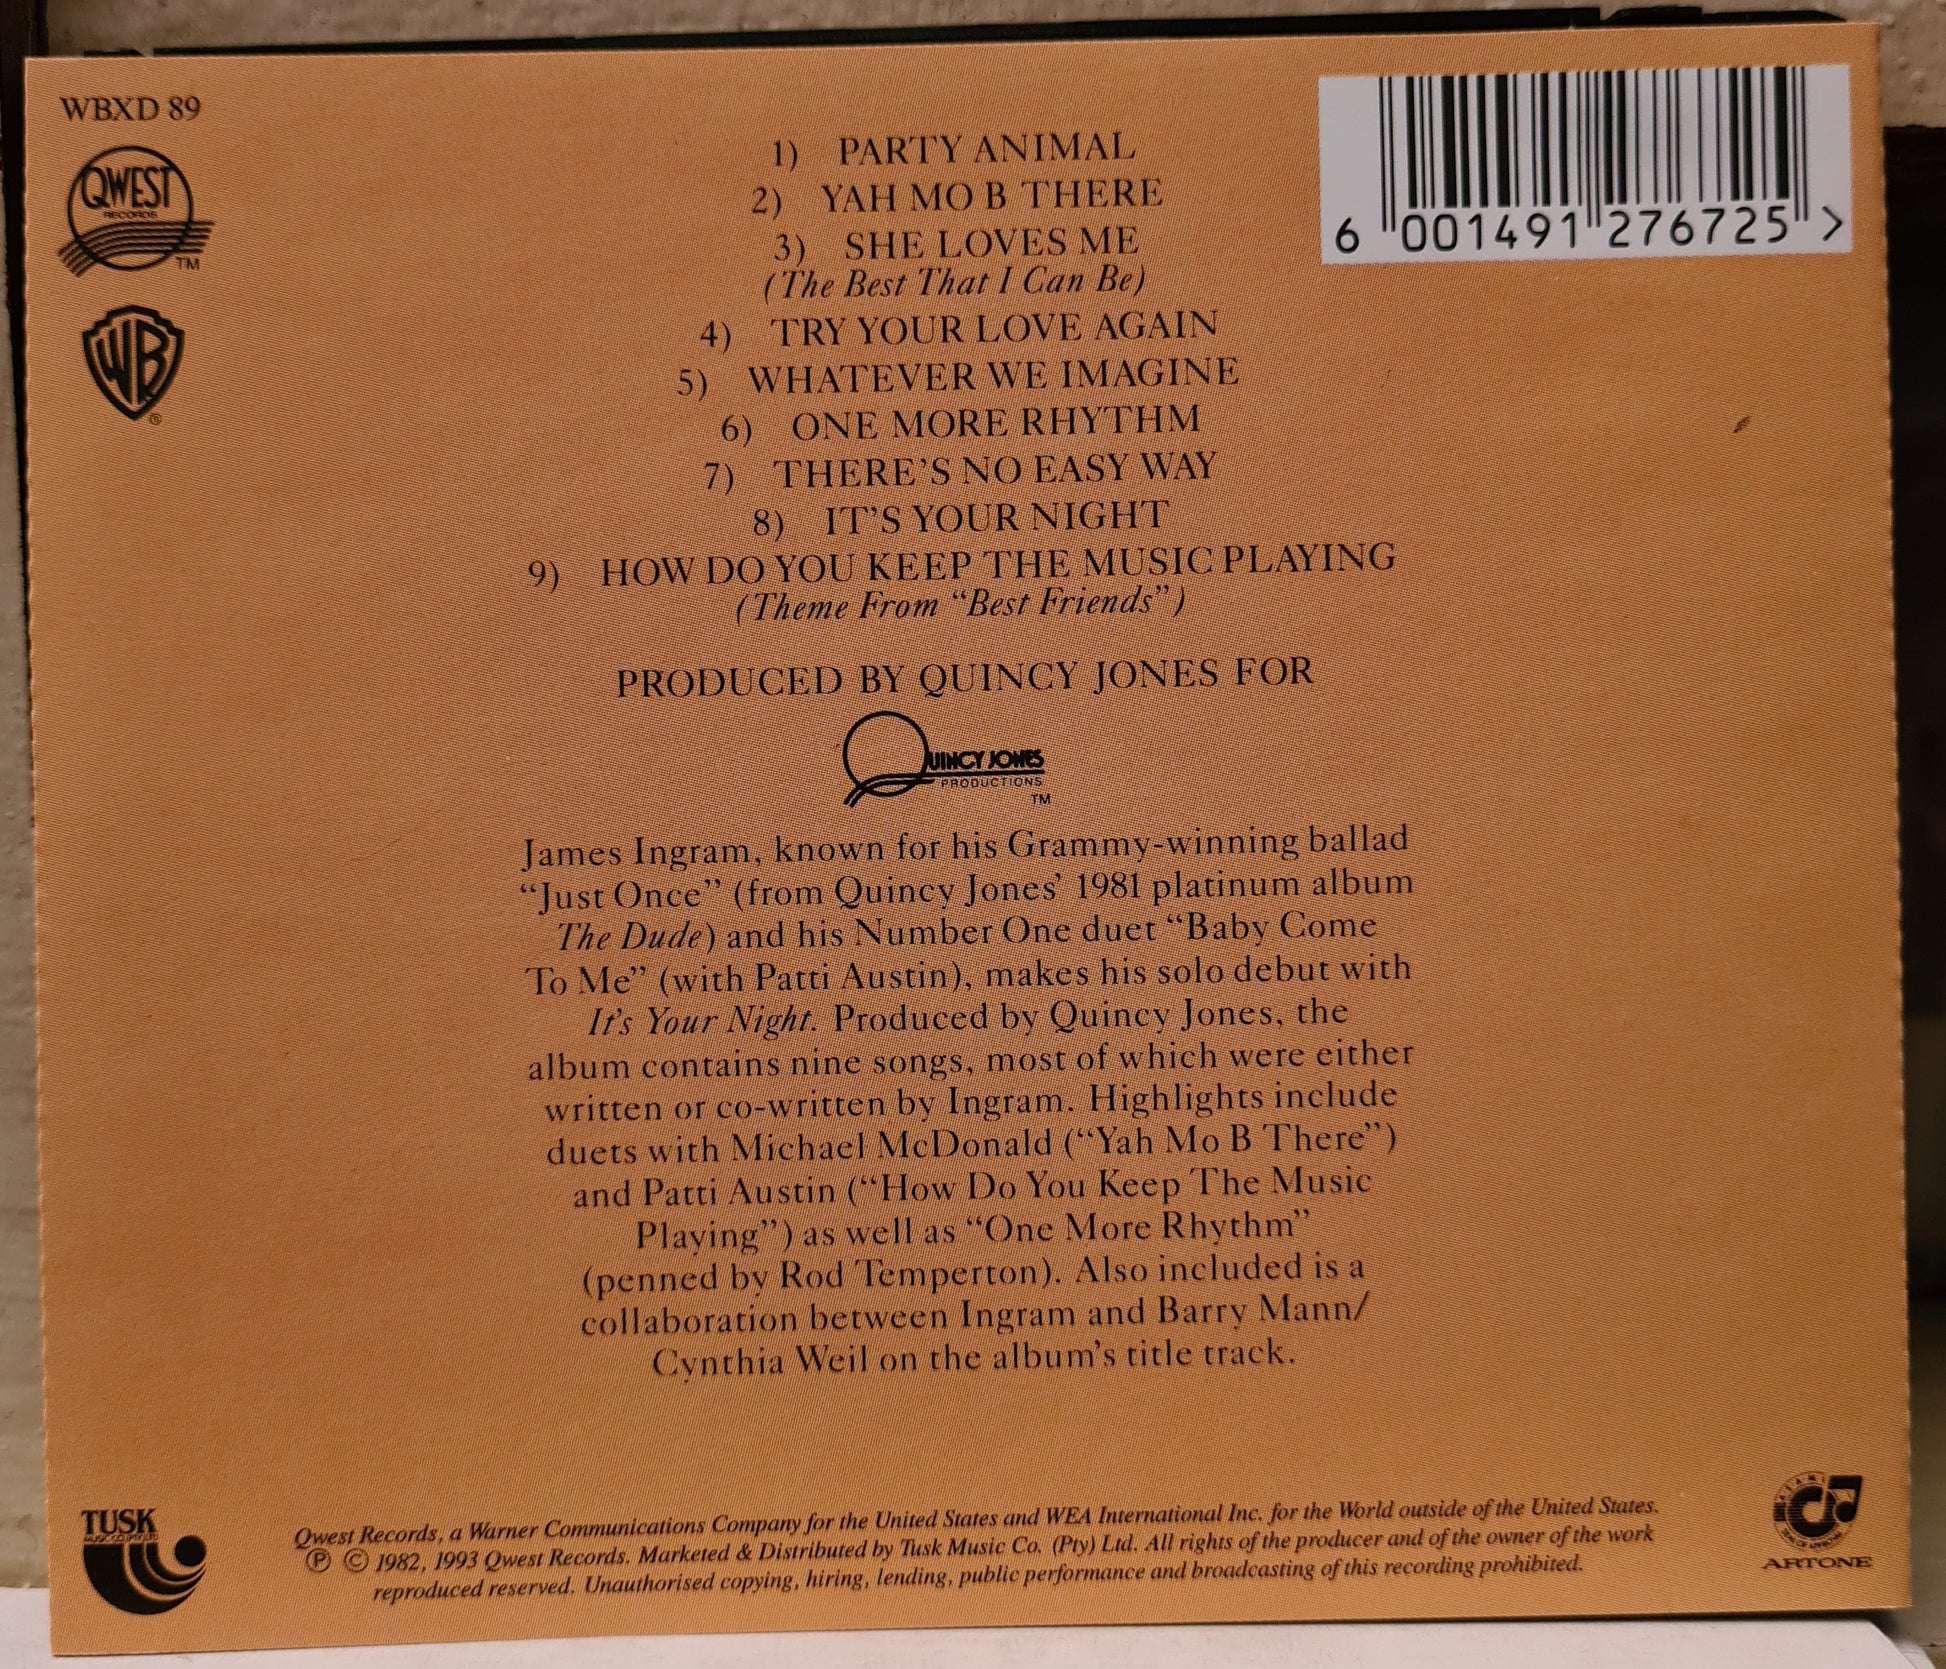 WBXD 89
QWEST
RECORDS
TM
WB
®
1) PARTY ANIMAL
2) YAH MO B THERE
3) SHE LOVES ME
(The Best That I Can Be)
4) TRY YOUR LOVE AGAIN
5) WHATEVER WE IMAGINE
6) ONE MORE RHYTHM
7) THERE'S NO EASY WAY
8) IT'S YOUR NIGHT
9) HOW DO YOU KEEP THE MUSIC PLAYING
(Theme From “Best Friends”)
6 001491 276725 >
PRODUCED BY QUINCY JONES FOR
QUINCY JONES
PRODUCTIONS
TM
James Ingram, known for his Grammy-winning ballad
“Just Once” (from Quincy Jones’ 1981 platinum album
The Dude) and his Number One duet “Baby Come
To Me” (with Patti Austin), makes his solo debut with
It’s Your Night. Produced by Quincy Jones, the
album contains nine songs, most of which were either
written or co-written by Ingram. Highlights include
duets with Michael McDonald (“Yah Mo B There”)
and Patti Austin (“How Do You Keep The Music
Playing”) as well as “One More Rhythm”
(penned by Rod Temperton). Also included is a
collaboration between Ingram and Barry Mann/
Cynthia Weil on the album’s title track.
TUSK
Qwest Records, a Warner Communications Company for the United States and WEA International Inc. for the World outside of the United States.
℗ © 1982, 1993 Qwest Records. Marketed & Distributed by Tusk Music Co. (Pty) Ltd. All rights of the producer and of the owner of the work
reproduced reserved. Unauthorised copying, hiring, lending, public performance and broadcasting of this recording prohibited.
ARTONE